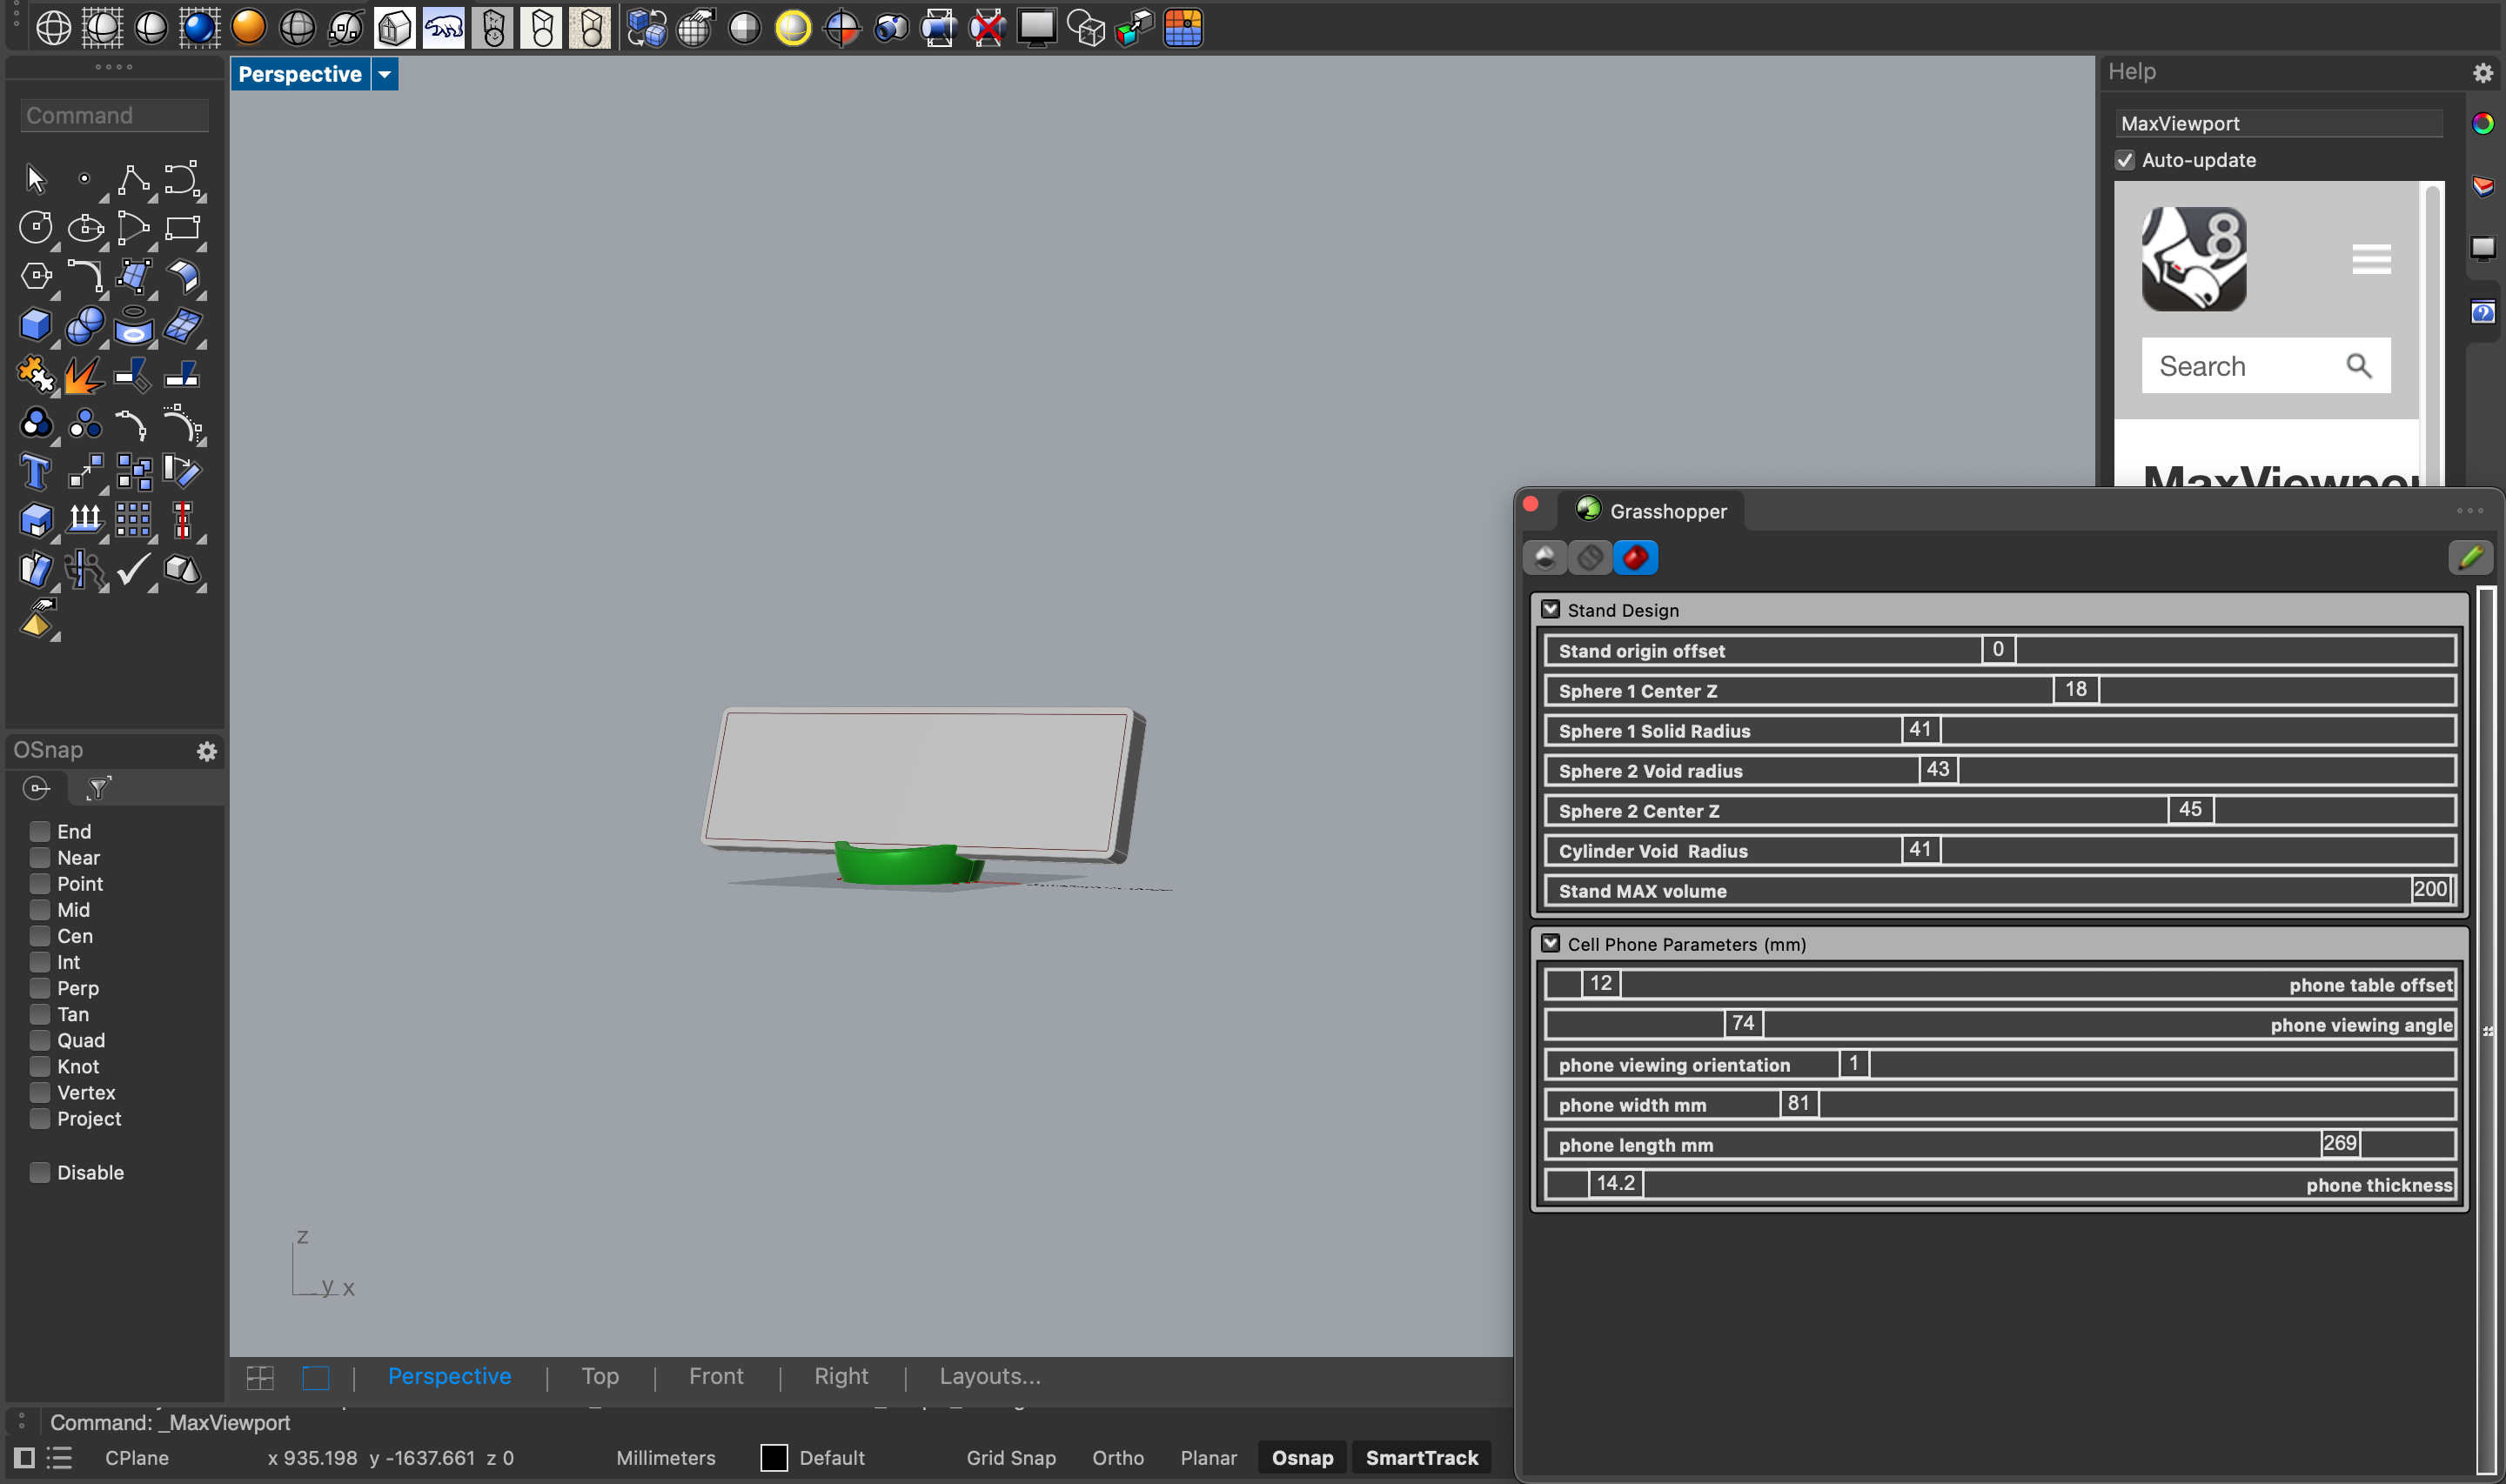 Perspective
Help
Command
MaxViewport
Auto-update
8
Search
MaxViewpor
Grasshopper
Stand Design
Stand origin offset 0
Sphere 1 Center Z 18
Sphere 1 Solid Radius 41
Sphere 2 Void radius 43
Sphere 2 Center Z 45
Cylinder Void Radius 41
Stand MAX volume 200
Cell Phone Parameters (mm)
12 phone table offset
74 phone viewing angle
phone viewing orientation 1
phone width mm 81
phone length mm 269
14.2 phone thickness
OSnap
End
Near
Point
Mid
Cen
Int
Perp
Tan
Quad
Knot
Vertex
Project
Disable
z
y x
Perspective | Top | Front | Right | Layouts...
Command: _MaxViewport
CPlane x 935.198 y -1637.661 z 0 Millimeters Default Grid Snap Ortho Planar Osnap SmartTrack